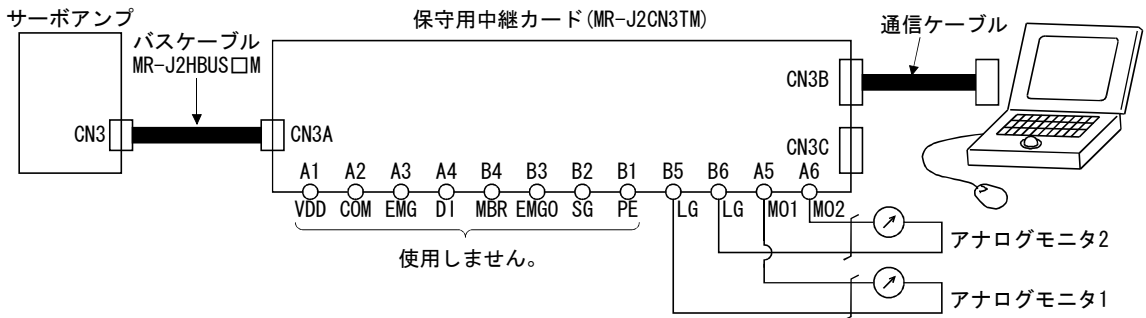 サーボアンプ
保守用中継カード(MR-J2CN3TM)
通信ケーブル
バスケーブル
MR-J2HBUS□M
CN3B
CN3
CN3A
CN3C
A1 A2 A3 A4 B4 B3 B2 B1 B5 B6 A5 A6
VDD COM EMG DI MBR EMGO SG PE LG LG MO1 MO2
使用しません。
アナログモニタ2
アナログモニタ1